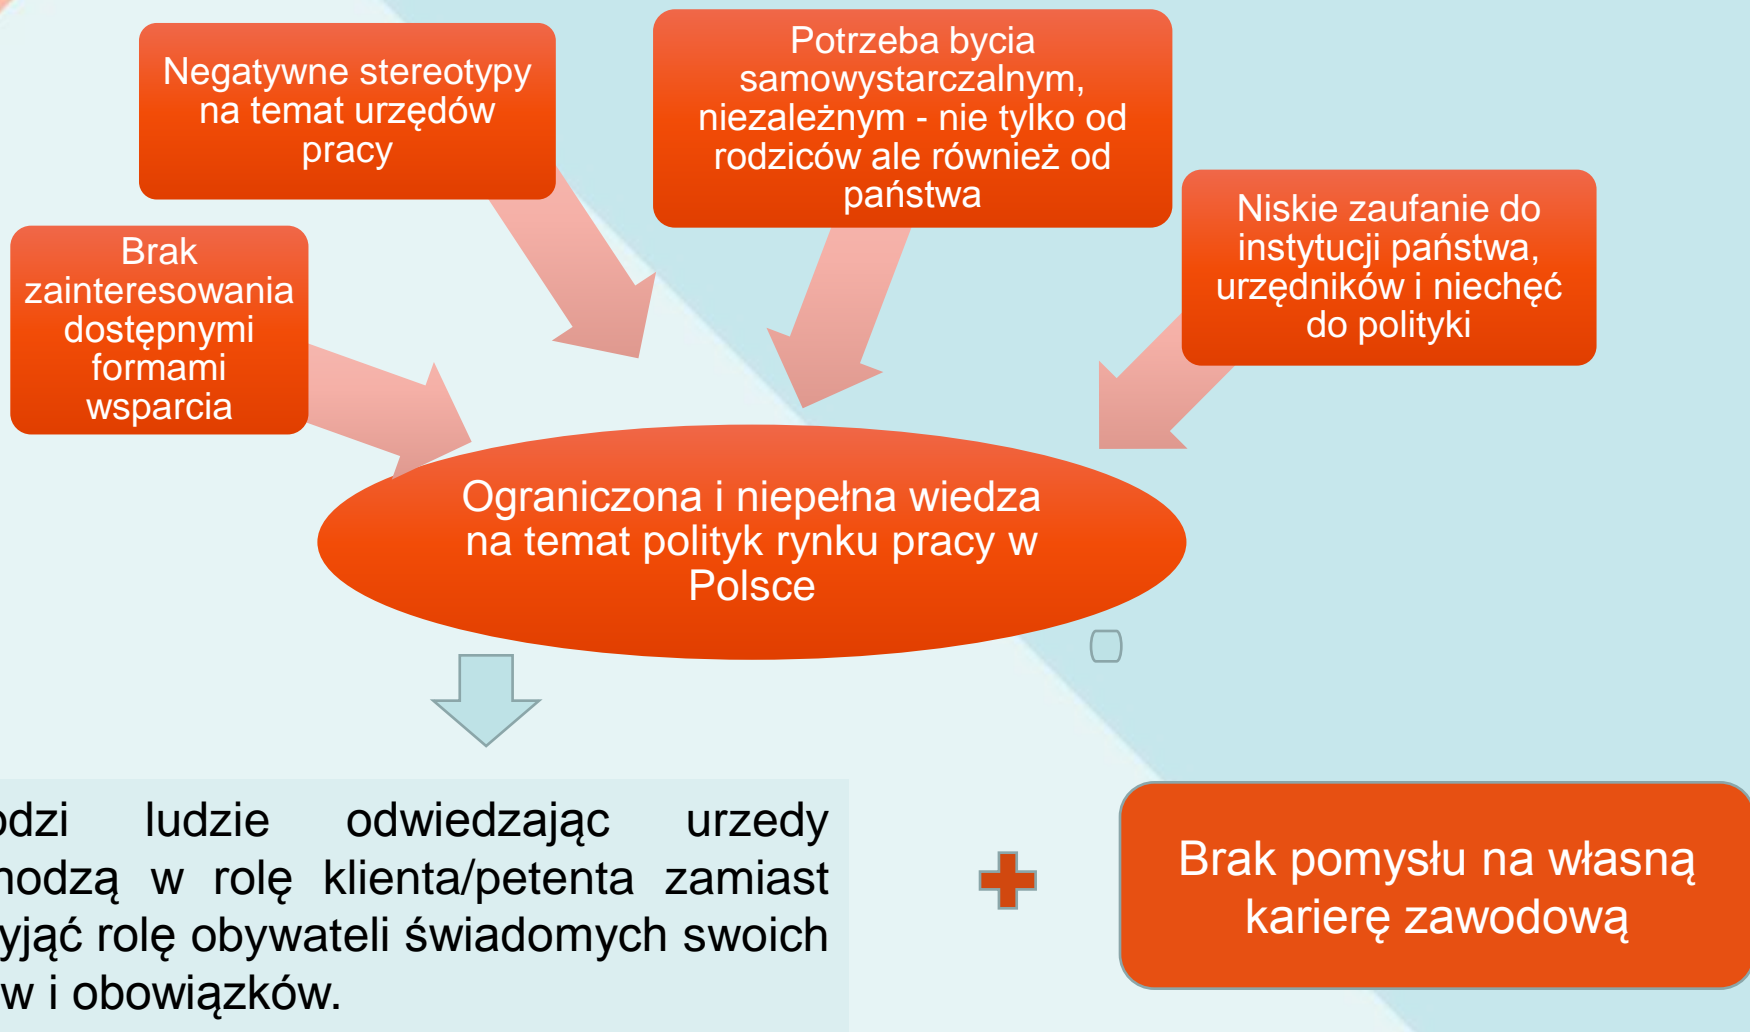 Negatywne stereotypy
na temat urzędów
pracy
Potrzeba bycia
samowystarczalnym,
niezależnym - nie tylko od
rodziców ale również od
państwa
Niskie zaufanie do
instytucji państwa,
urzędników i niechęć
do polityki
Brak
zainteresowania
dostępnymi
formami
wsparcia
Ograniczona i niepełna wiedza
na temat polityk rynku pracy w
Polsce
odzi ludzie odwiedzając urzedy
hodzą w rolę klienta/petenta zamiast
yjąć rolę obywateli świadomych swoich
w i obowiązków.
Brak pomysłu na własną
karierę zawodową